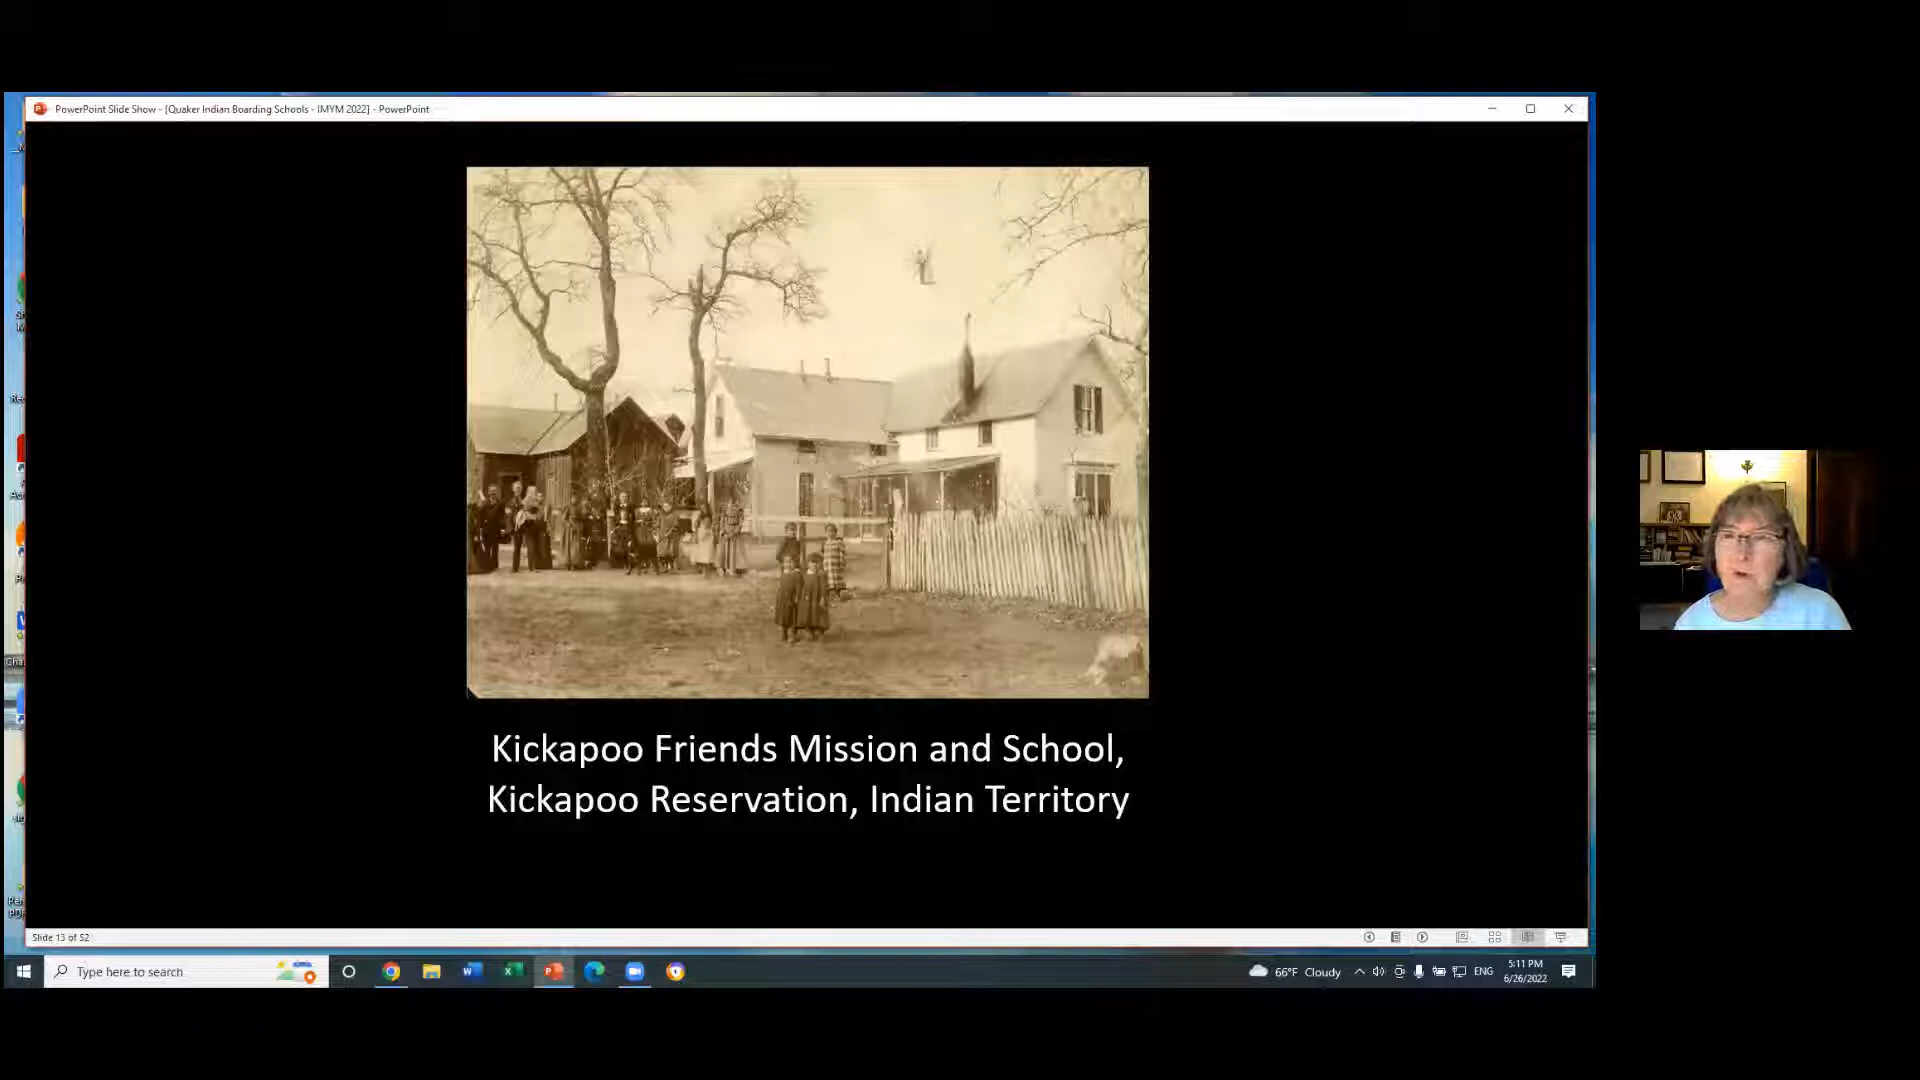 PowerPoint Slide Show - [Quaker Indian Boarding Schools - IMYM 2022] - PowerPoint
Kickapoo Friends Mission and School,
Kickapoo Reservation, Indian Territory
Slide 13 of 52
Type here to search
66°F Cloudy
ENG
5:11 PM
6/26/2022